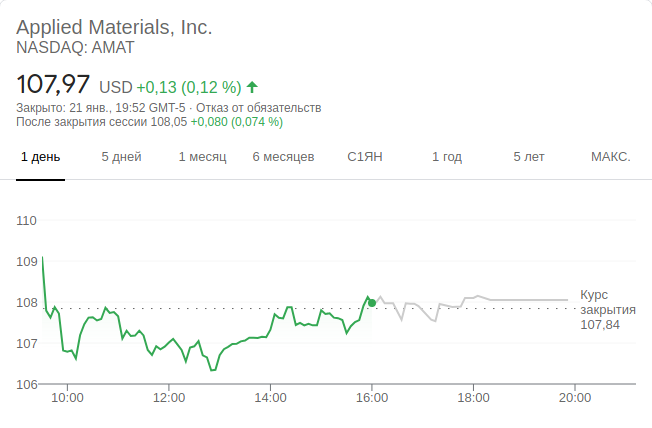 Applied Materials, Inc.
NASDAQ: AMAT
107,97 USD +0,13 (0,12 %)
Закрыто: 21 янв., 19:52 GMT-5 · Отказ от обязательств
После закрытия сессии 108,05 +0,080 (0,074 %)
1 день 5 дней 1 месяц 6 месяцев С1ЯН 1 год 5 лет МАКС.
110
109
108
107
106
Курс
закрытия
107,84
10:00 12:00 14:00 16:00 18:00 20:00